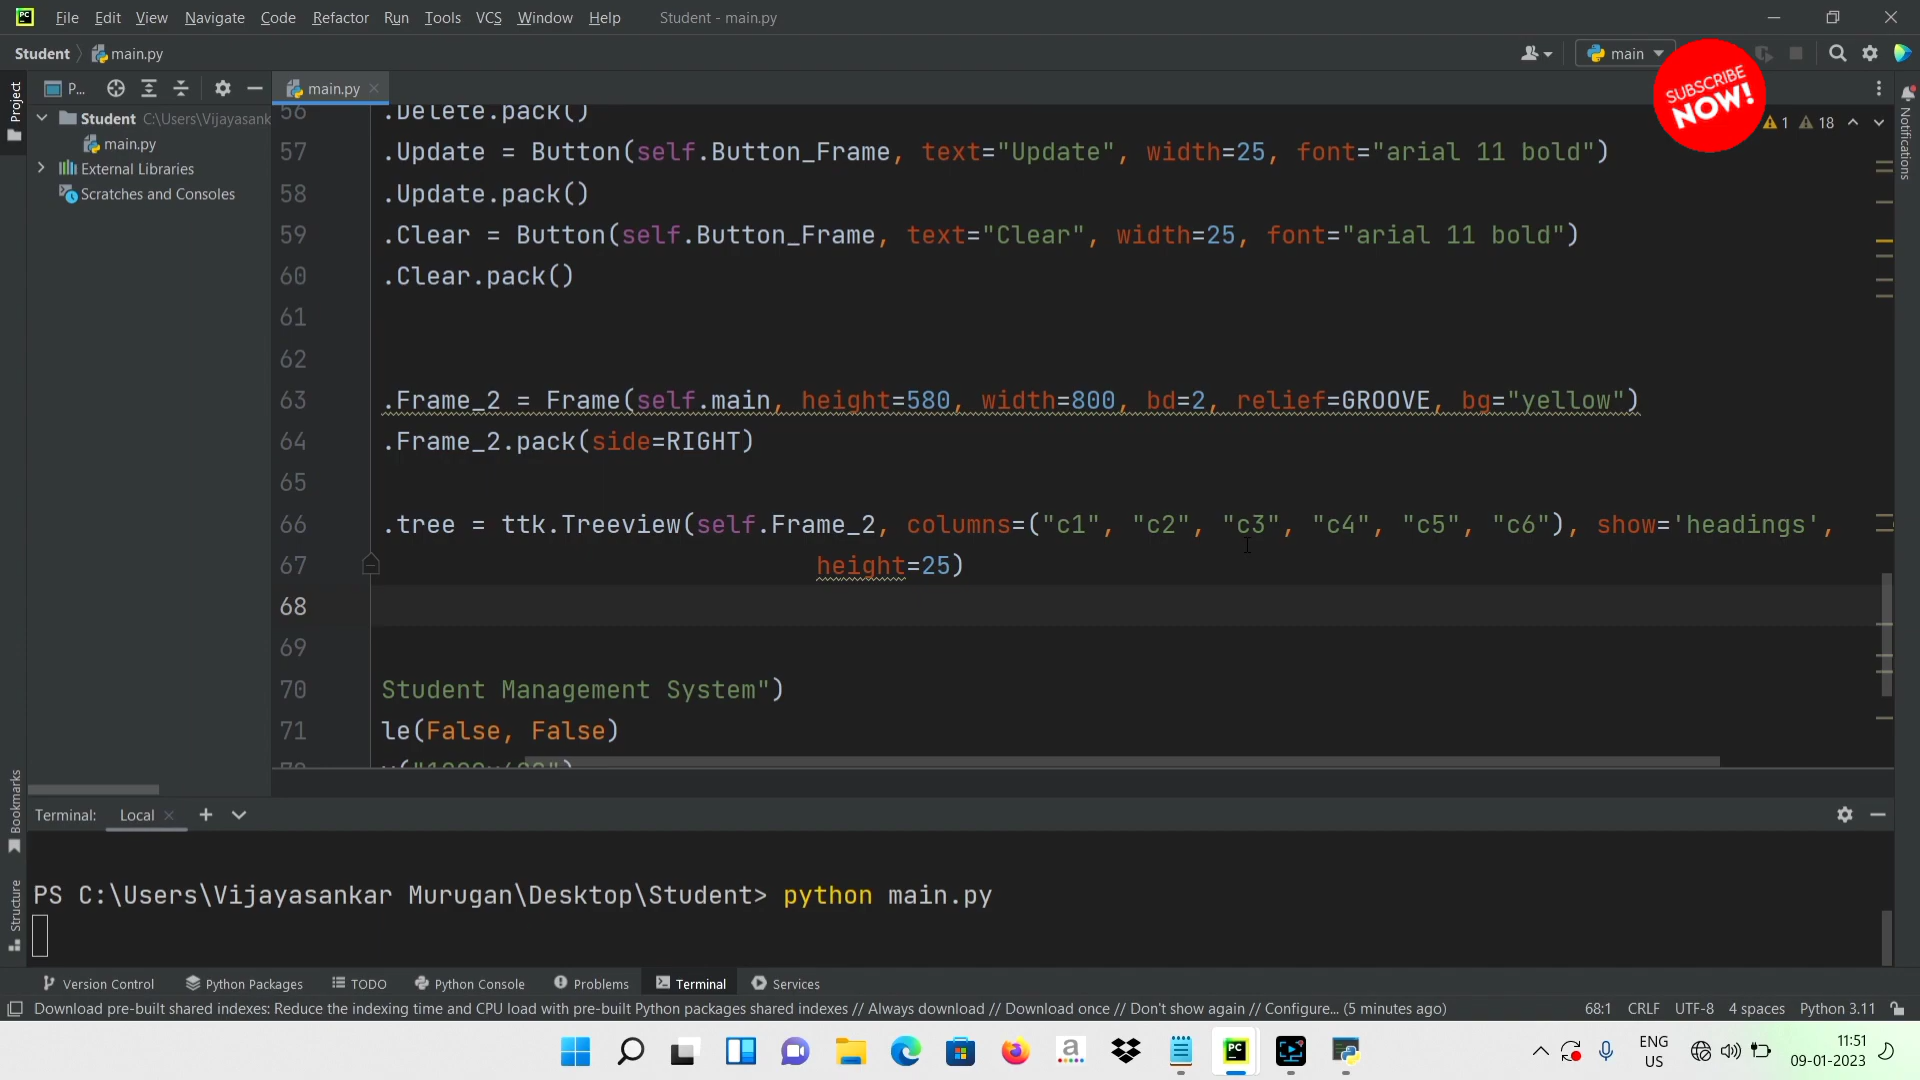 File Edit View Navigate Code Refactor Run Tools VCS Window Help Student - main.py
Student main.py main
SUBSCRIBE
NOW!
P... main.py
Project
Student C:\Users\Vijayasank
main.py
External Libraries
Scratches and Consoles
1 18
Notifications
56 .Delete.pack()
57 .Update = Button(self.Button_Frame, text="Update", width=25, font="arial 11 bold")
58 .Update.pack()
59 .Clear = Button(self.Button_Frame, text="Clear", width=25, font="arial 11 bold")
60 .Clear.pack()
61
62
63 .Frame_2 = Frame(self.main, height=580, width=800, bd=2, relief=GROOVE, bg="yellow")
64 .Frame_2.pack(side=RIGHT)
65
66 .tree = ttk.Treeview(self.Frame_2, columns=("c1", "c2", "c3", "c4", "c5", "c6"), show='headings',
67 height=25)
68
69
70 Student Management System")
71 le(False, False)
Bookmarks
Structure
Terminal: Local
PS C:\Users\Vijayasankar Murugan\Desktop\Student> python main.py
Version Control Python Packages TODO Python Console Problems Terminal Services
Download pre-built shared indexes: Reduce the indexing time and CPU load with pre-built Python packages shared indexes // Always download // Download once // Don't show again // Configure... (5 minutes ago) 68:1 CRLF UTF-8 4 spaces Python 3.11
ENG
US
11:51
09-01-2023